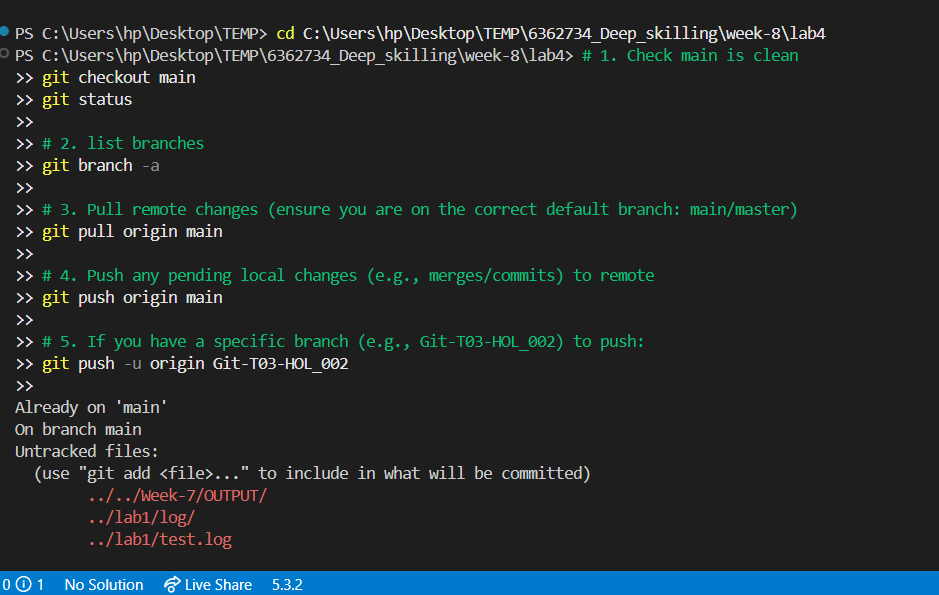 PS C:\Users\hp\Desktop\TEMP> cd C:\Users\hp\Desktop\TEMP\6362734_Deep_skilling\week-8\lab4
PS C:\Users\hp\Desktop\TEMP\6362734_Deep_skilling\week-8\lab4> # 1. Check main is clean
>> git checkout main
>> git status
>>
>> # 2. list branches
>> git branch -a
>>
>> # 3. Pull remote changes (ensure you are on the correct default branch: main/master)
>> git pull origin main
>>
>> # 4. Push any pending local changes (e.g., merges/commits) to remote
>> git push origin main
>>
>> # 5. If you have a specific branch (e.g., Git-T03-HOL_002) to push:
>> git push -u origin Git-T03-HOL_002
>>
Already on 'main'
On branch main
Untracked files:
  (use "git add <file>..." to include in what will be committed)
        ../../Week-7/OUTPUT/
        ../lab1/log/
        ../lab1/test.log
0 1 No Solution Live Share 5.3.2